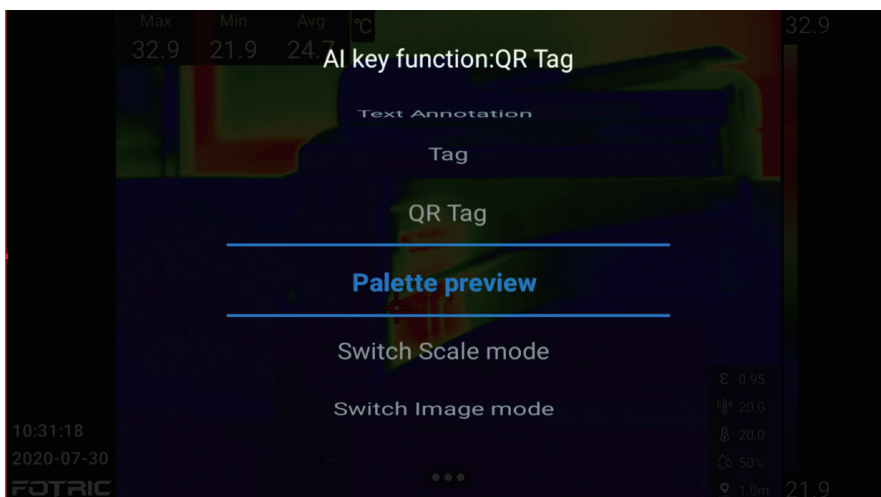 Max Min Avg °C
32.9 21.9 24.7
32.9
AI key function:QR Tag
Text Annotation
Tag
QR Tag
Palette preview
Switch Scale mode
Switch Image mode
ε 0.95
20.0
20.0
50%
1.0m
21.9
10:31:18
2020-07-30
FOTRIC